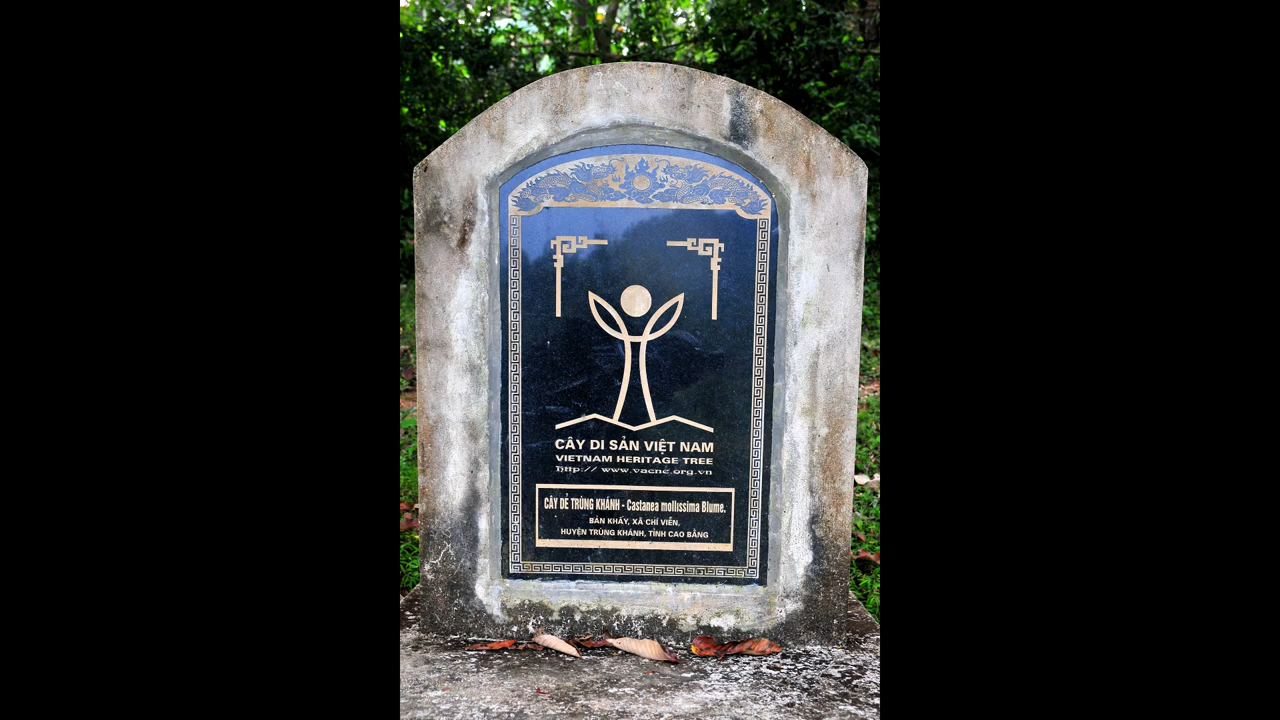 CÂY DI SẢN VIỆT NAM
VIETNAM HERITAGE TREE
http:// www.vacne.org.vn
CÂY DẺ TRÙNG KHÁNH - Castanea mollissima Blume.
BẢN KHẤY, XÃ CHÍ VIỄN,
HUYỆN TRÙNG KHÁNH, TỈNH CAO BẰNG